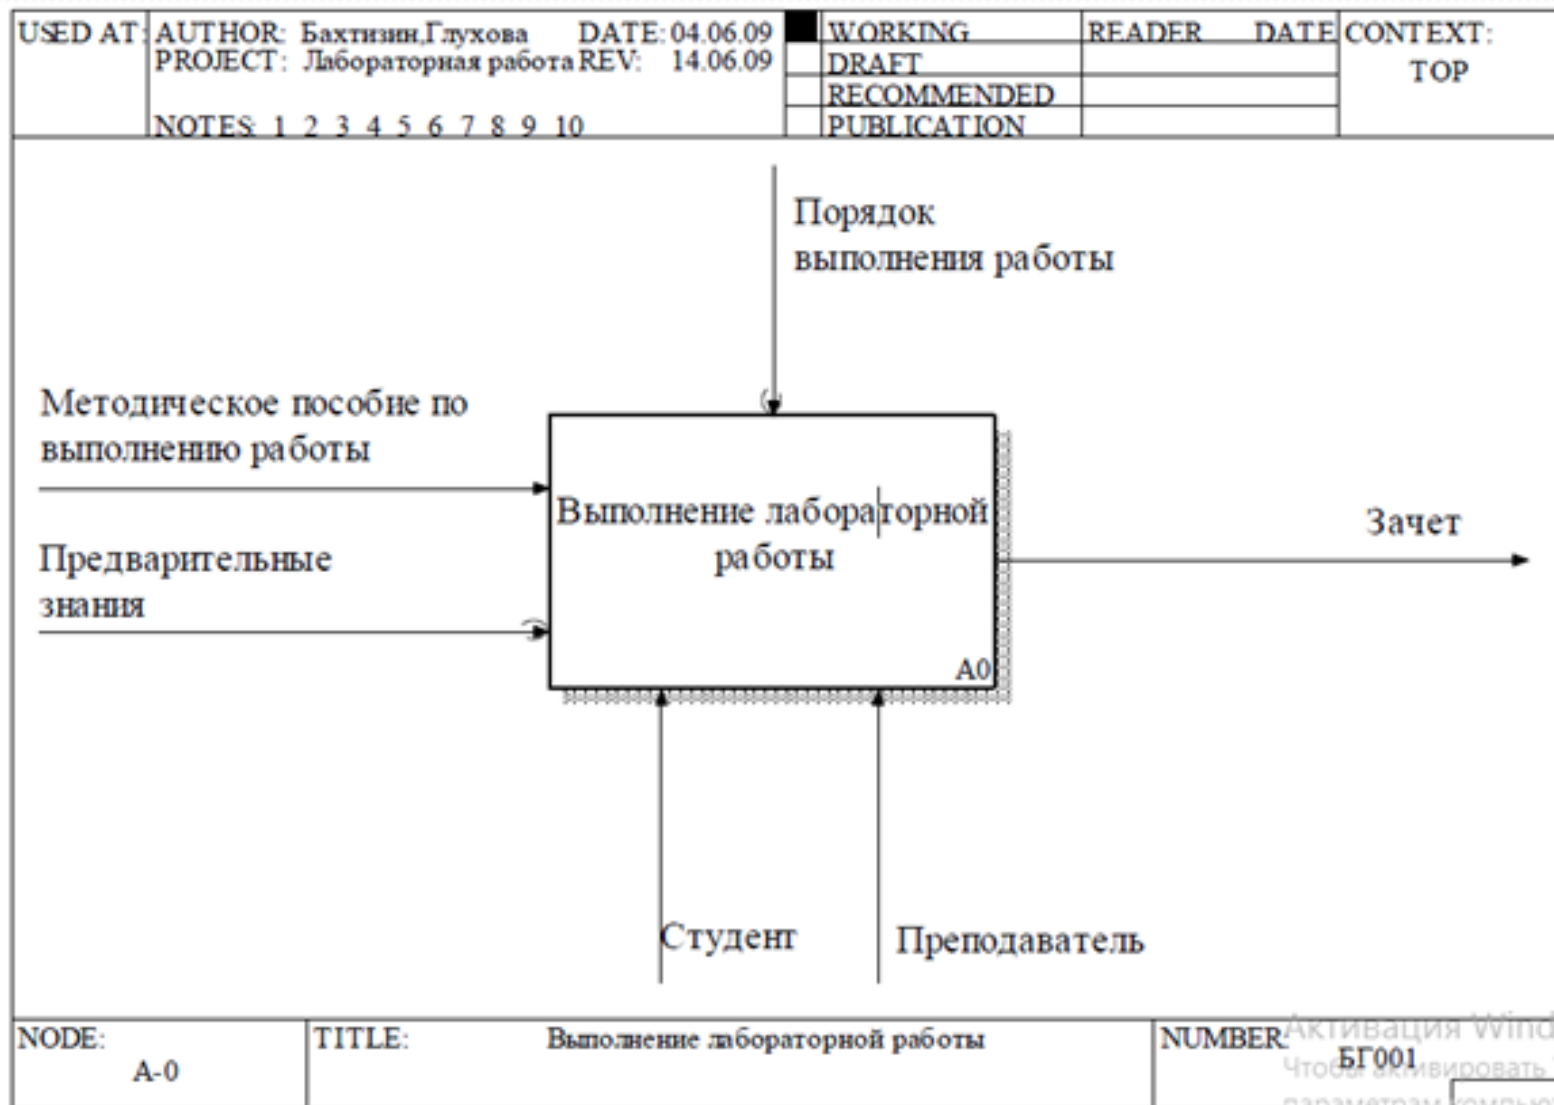 USED AT:
AUTHOR: Бахтизин,Глухова DATE: 04.06.09
PROJECT: Лабораторная работа REV: 14.06.09
NOTES: 1 2 3 4 5 6 7 8 9 10
WORKING
DRAFT
RECOMMENDED
PUBLICATION
READER DATE
CONTEXT:
TOP
Порядок
выполнения работы
Методическое пособие по
выполнению работы
Предварительные
знания
Выполнение лабораторной
работы
A0
Зачет
Студент
Преподаватель
NODE:
A-0
TITLE:
Выполнение лабораторной работы
NUMBER:
БГ001
Активация Wind
Чтобы активировать
параметрам